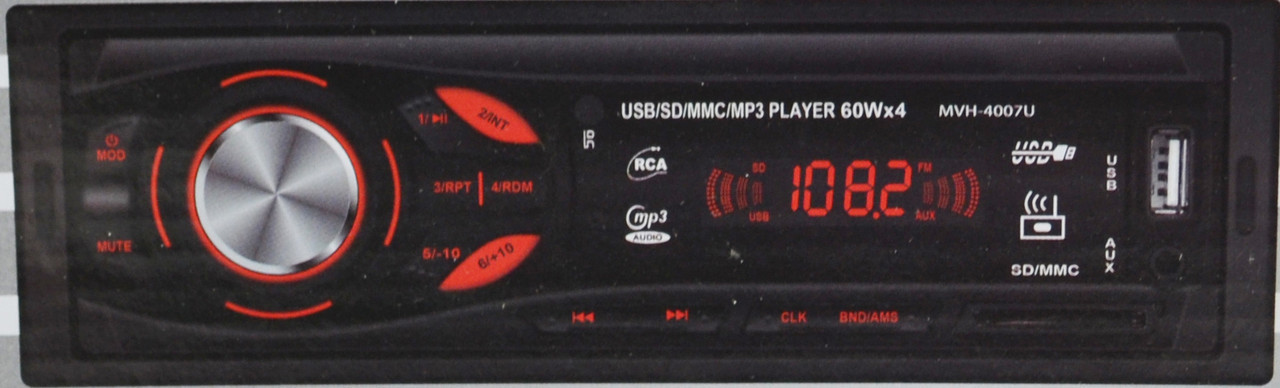 USB/SD/MMC/MP3 PLAYER 60Wx4 MVH-4007U
MOD
MUTE
1/
2/INT
3/RPT
4/RDM
5/-10
6/+10
RCA
mp3
AUDIO
SD
USB
108.2
FM
AUX
USB
SD/MMC
USB
AUX
CLK
BND/AMS